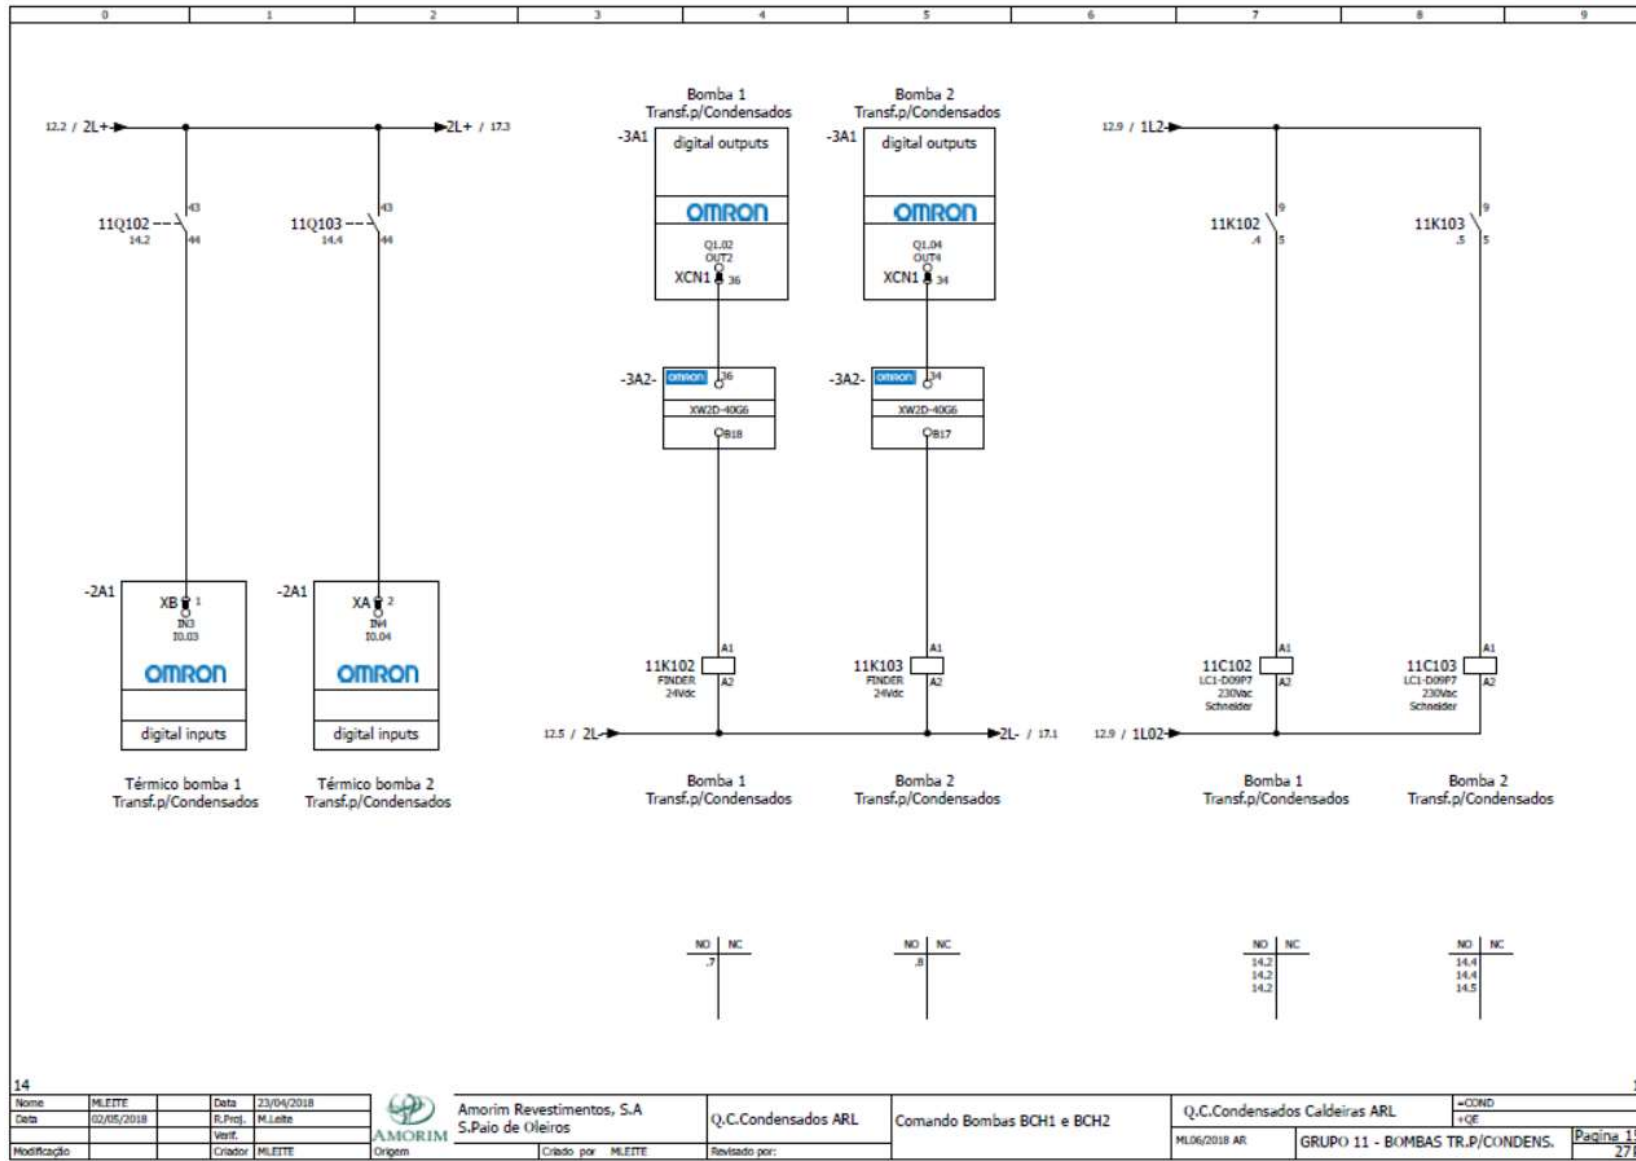 0 1 2 3 4 5 6 7 8 9
Bomba 1
Transf.p/Condensados
Bomba 2
Transf.p/Condensados
12.2 / 2L+
2L+ / 17.3
-3A1
digital outputs
-3A1
digital outputs
12.9 / 1L2
OMRON
OMRON
11Q102
14.2
43
44
11Q103
14.4
43
44
Q1.02
OUT2
XCN1 36
Q1.04
OUT4
XCN1 34
11K102
.4
9
5
11K103
.5
9
5
-3A2-
omron 36
XW2D-40G6
B18
-3A2-
omron 34
XW2D-40G6
B17
-2A1
XB 1
IN3
I0.03
OMRON
digital inputs
-2A1
XA 2
IN4
I0.04
OMRON
digital inputs
11K102
FINDER
24Vdc
A1
A2
11K103
FINDER
24Vdc
A1
A2
11C102
LC1-D09P7
230Vac
Schneider
A1
A2
11C103
LC1-D09P7
230Vac
Schneider
A1
A2
12.5 / 2L-
2L- / 17.1
12.9 / 1L02
Térmico bomba 1
Transf.p/Condensados
Térmico bomba 2
Transf.p/Condensados
Bomba 1
Transf.p/Condensados
Bomba 2
Transf.p/Condensados
Bomba 1
Transf.p/Condensados
Bomba 2
Transf.p/Condensados
NO NC
.7
NO NC
.8
NO NC
14.2
14.2
14.2
NO NC
14.4
14.4
14.5
14
Nome MLEITE Data 23/04/2018
Data 02/05/2018 R.Proj. M.Leite
Verif.
Modificação Criador MLEITE
AMORIM
Origem
Amorim Revestimentos, S.A
S.Paio de Oleiros
Criado por MLEITE
Q.C.Condensados ARL
Revisado por:
Comando Bombas BCH1 e BCH2
Q.C.Condensados Caldeiras ARL
=COND
+QE
ML06/2018 AR
GRUPO 11 - BOMBAS TR.P/CONDENS.
Pagina
27